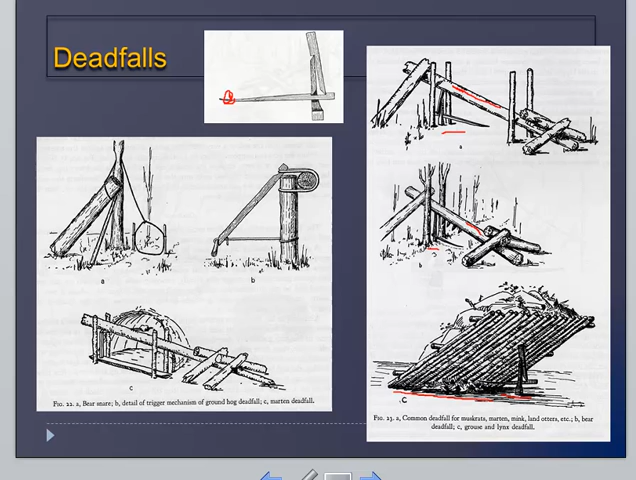 Deadfalls
a
b
c
FIG. 22. a, Bear snare; b, detail of trigger mechanism of ground hog deadfall; c, marten deadfall.
a
b
.C
FIG. 23. a, Common deadfall for muskrats, marten, mink, land otters, etc.; b, bear
deadfall; c, grouse and lynx deadfall.